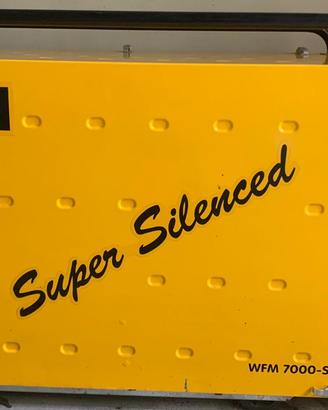 Super Silenced
WFM 7000-S